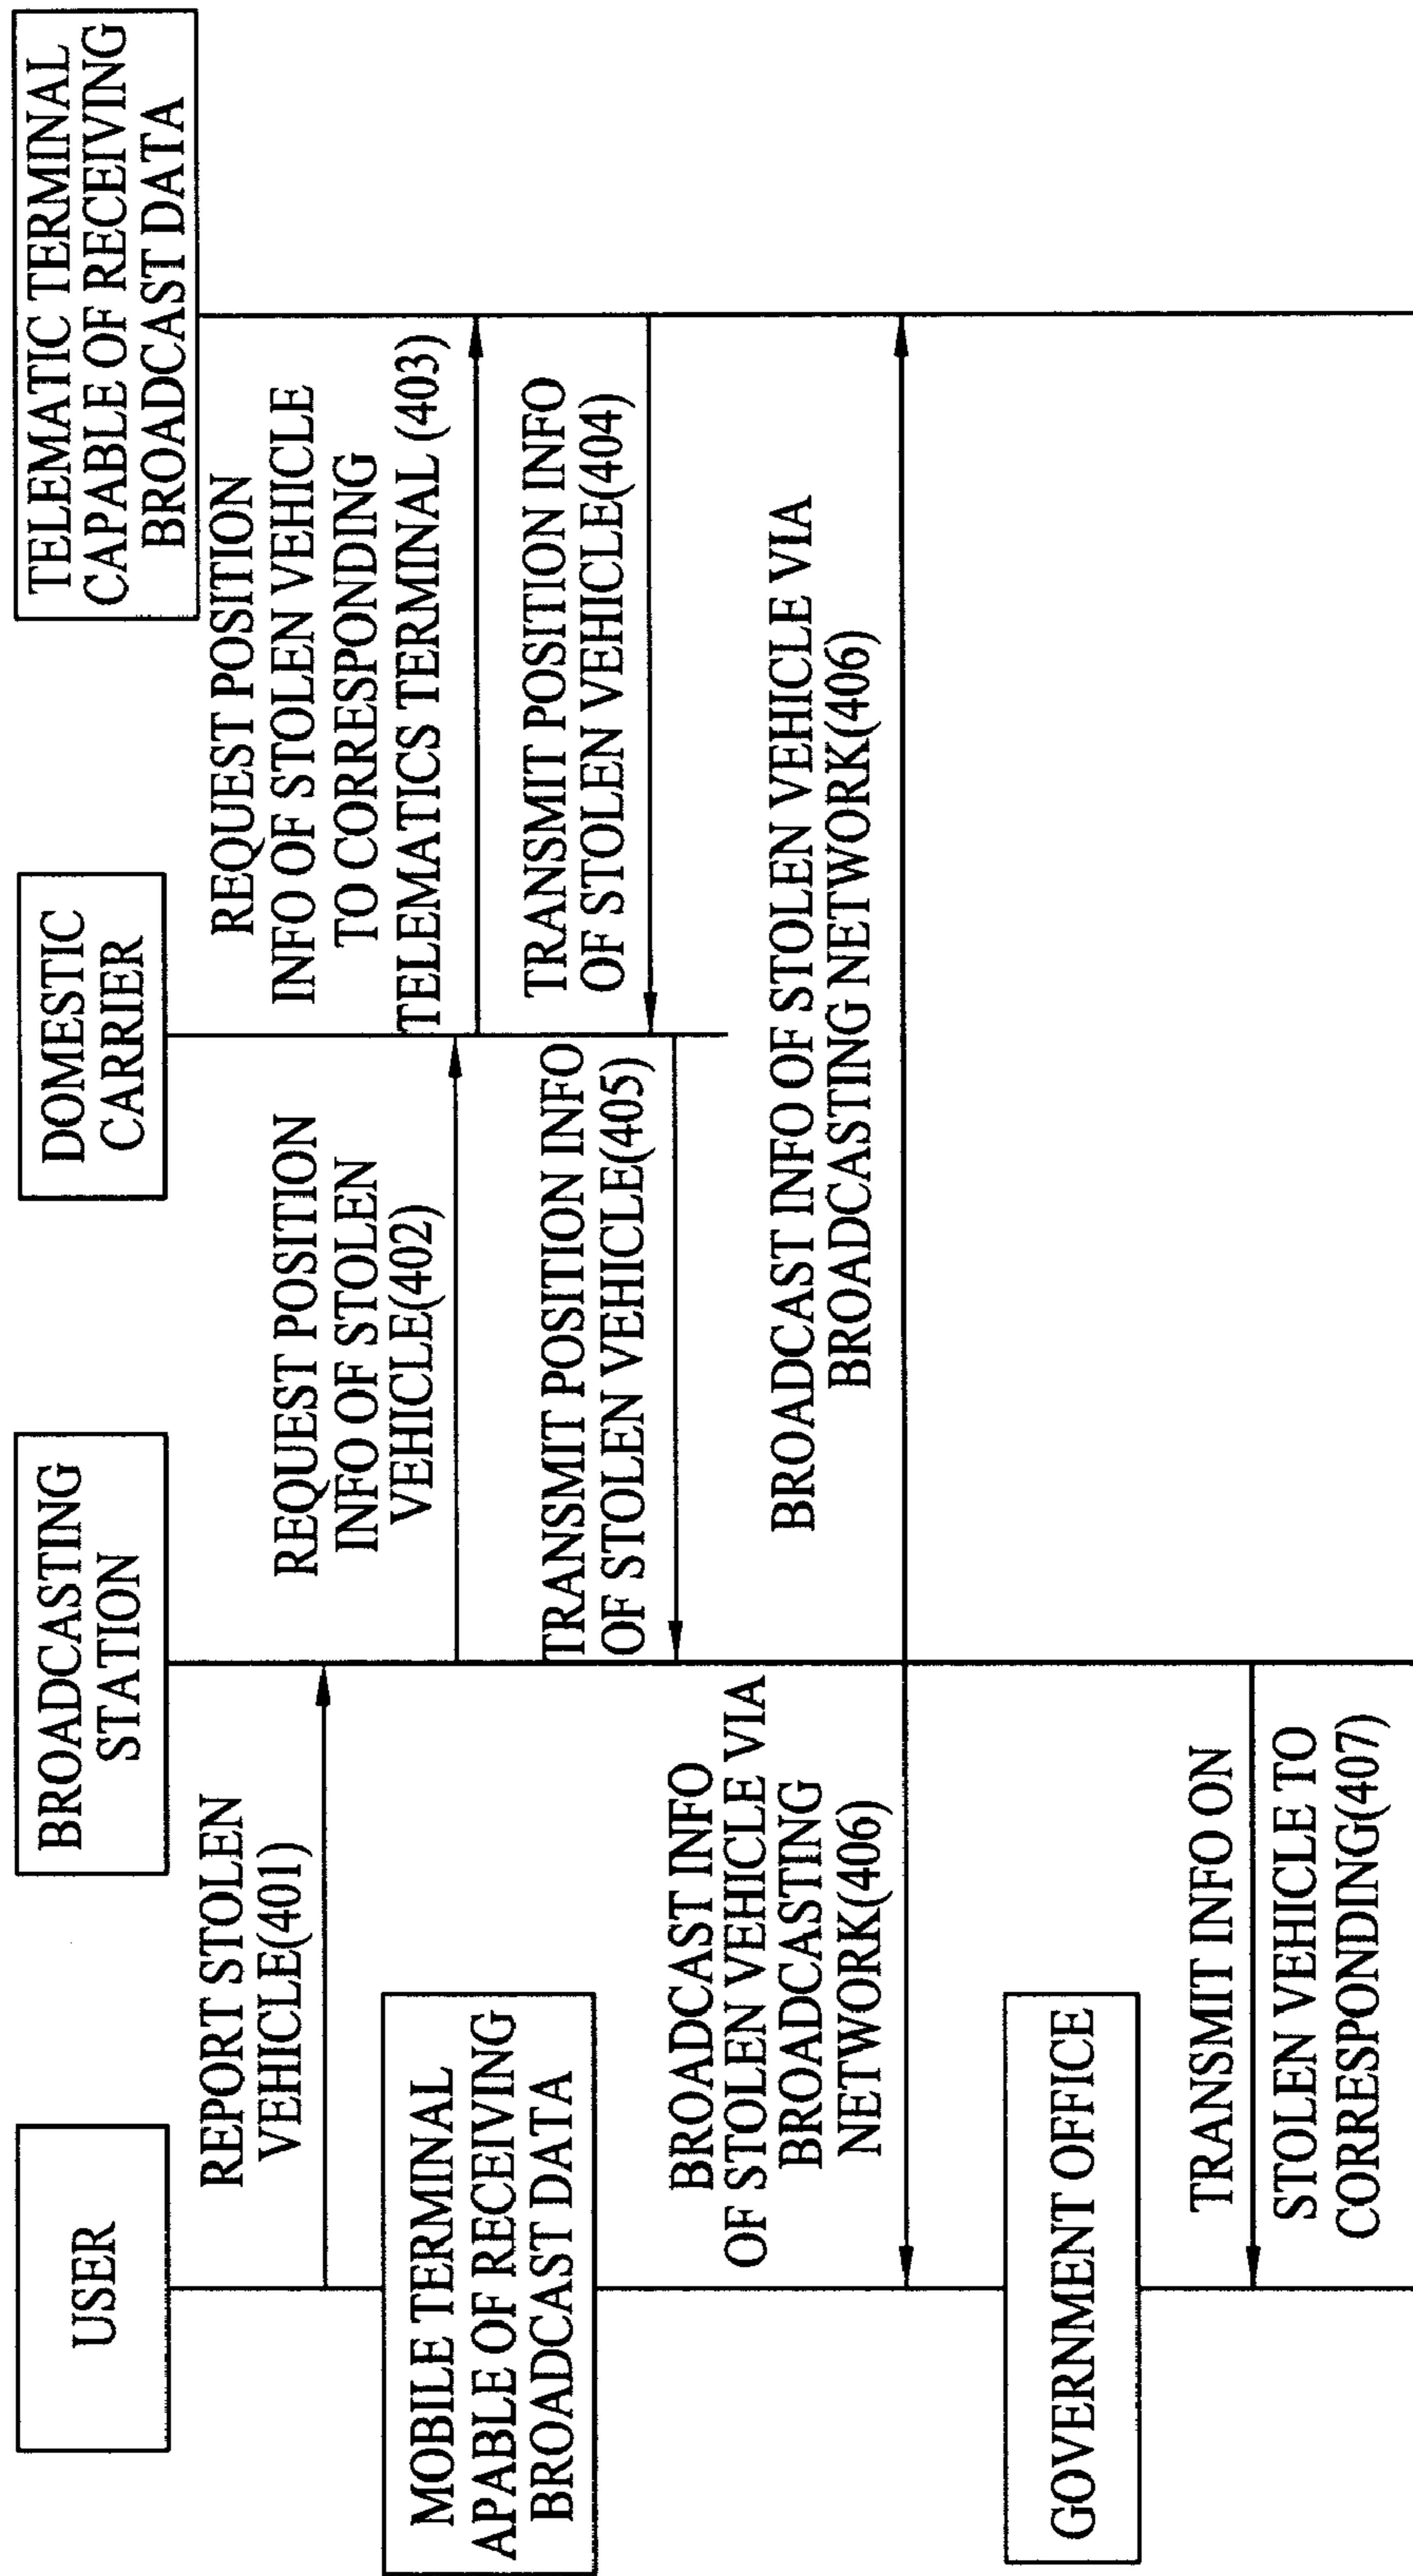 USER
BROADCASTING
STATION
DOMESTIC
CARRIER
TELEMATIC TERMINAL
CAPABLE OF RECEIVING
BROADCAST DATA
REPORT STOLEN
VEHICLE(401)
REQUEST POSITION
INFO OF STOLEN
VEHICLE(402)
REQUEST POSITION
INFO OF STOLEN VEHICLE
TO CORRESPONDING
TELEMATICS TERMINAL (403)
MOBILE TERMINAL
APABLE OF RECEIVING
BROADCAST DATA
TRANSMIT POSITION INFO
OF STOLEN VEHICLE(404)
TRANSMIT POSITION INFO
OF STOLEN VEHICLE(405)
BROADCAST INFO
OF STOLEN VEHICLE VIA
BROADCASTING
NETWORK(406)
BROADCAST INFO OF STOLEN VEHICLE VIA
BROADCASTING NETWORK(406)
GOVERNMENT OFFICE
TRANSMIT INFO ON
STOLEN VEHICLE TO
CORRESPONDING(407)